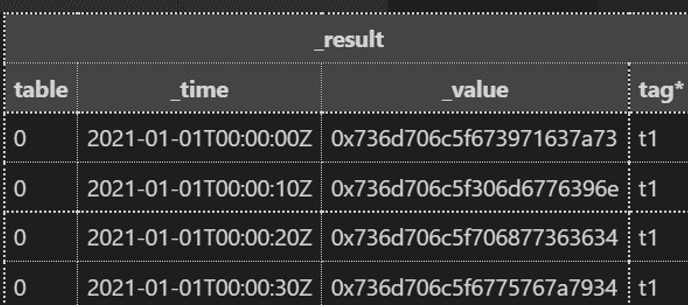 _result
table _time _value tag*
0 2021-01-01T00:00:00Z 0x736d706c5f673971637a73 t1
0 2021-01-01T00:00:10Z 0x736d706c5f306d6776396e t1
0 2021-01-01T00:00:20Z 0x736d706c5f706877363634 t1
0 2021-01-01T00:00:30Z 0x736d706c5f6775767a7934 t1